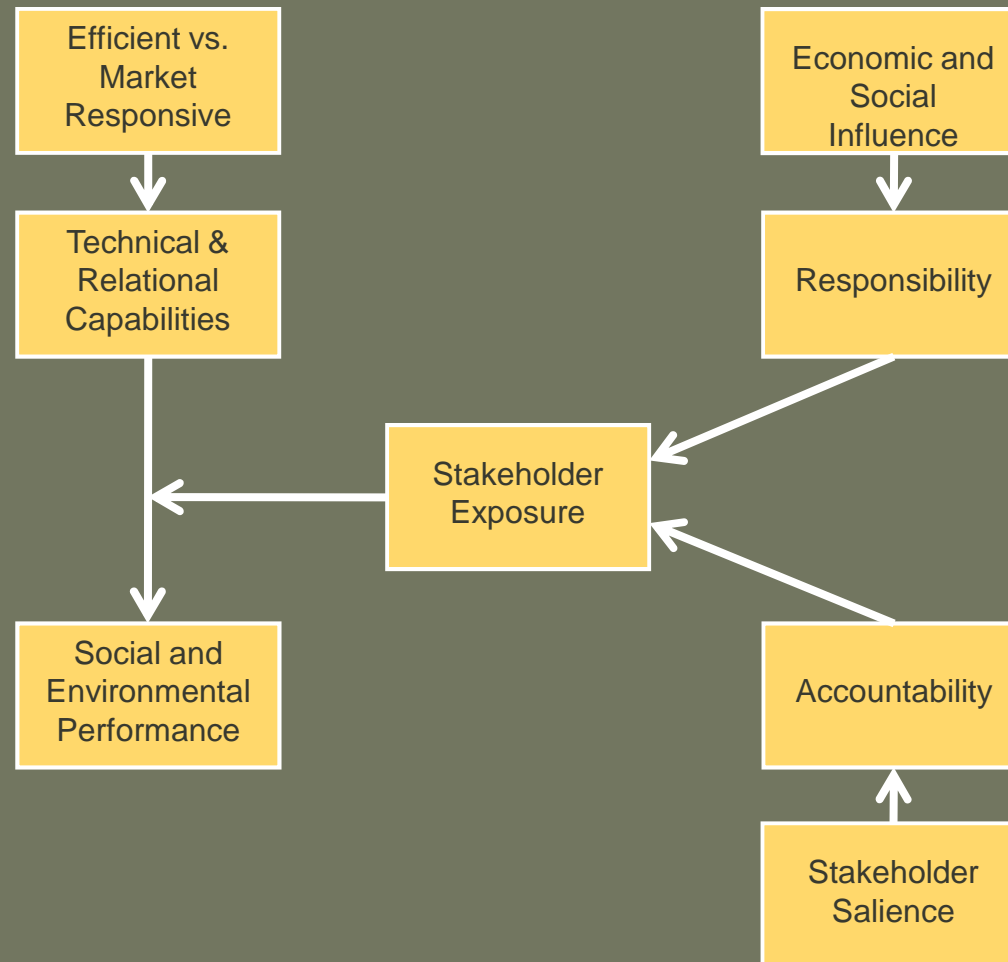 Efficient vs.
Market
Responsive
Economic and
Social
Influence
Technical &
Relational
Capabilities
Responsibility
Stakeholder
Exposure
Social and
Environmental
Performance
Accountability
Stakeholder
Salience